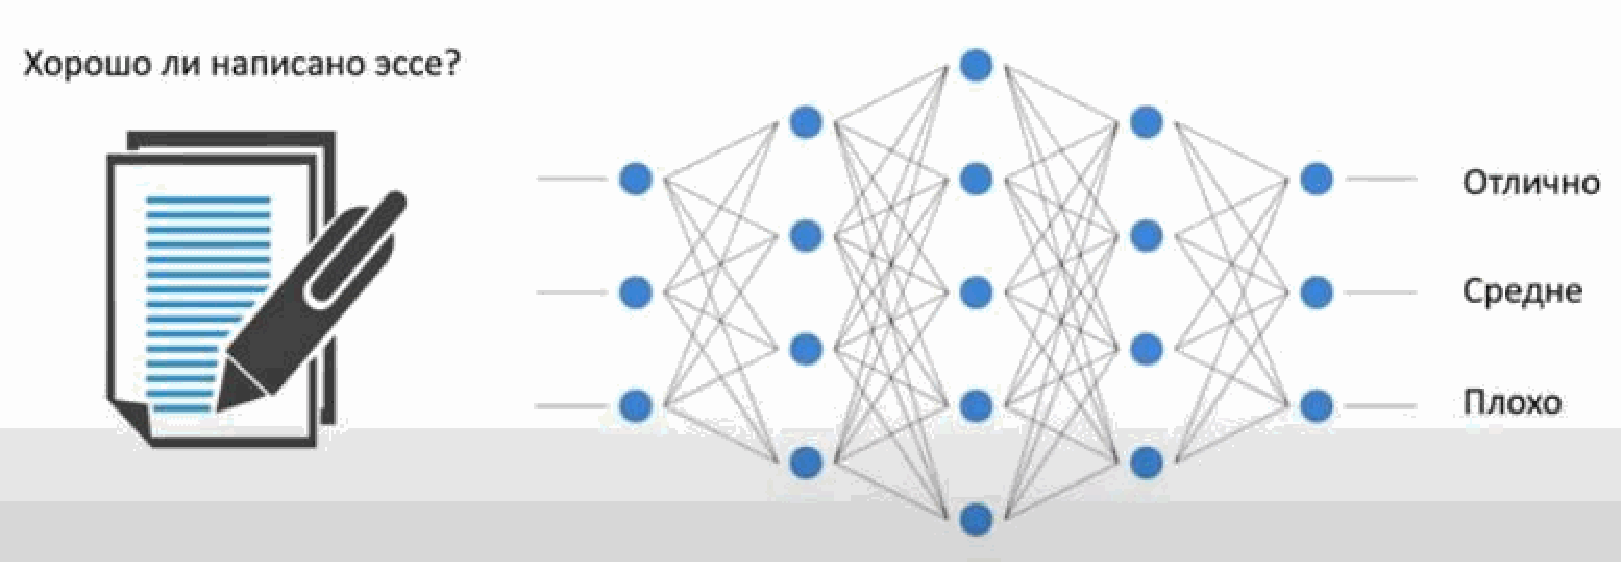 Хорошо ли написано эссе?
Отлично
Средне
Плохо